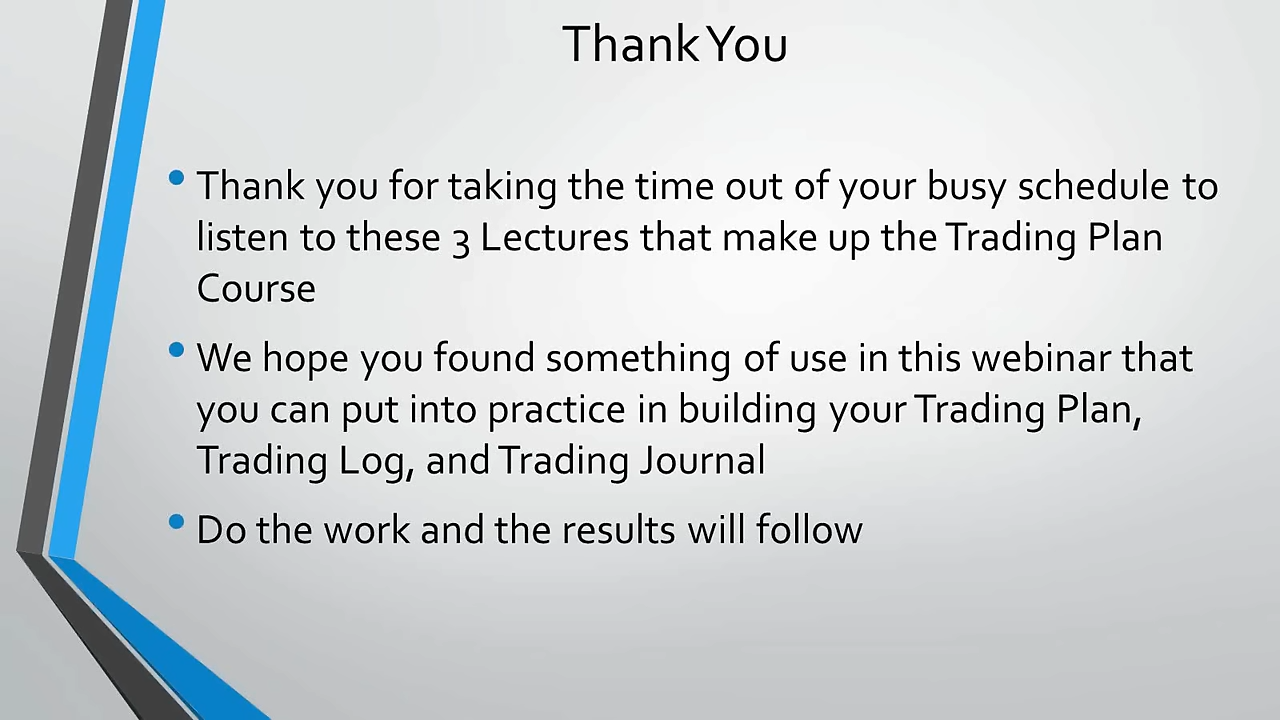 Thank You
• Thank you for taking the time out of your busy schedule to
listen to these 3 Lectures that make up the Trading Plan
Course
• We hope you found something of use in this webinar that
you can put into practice in building your Trading Plan,
Trading Log, and Trading Journal
• Do the work and the results will follow